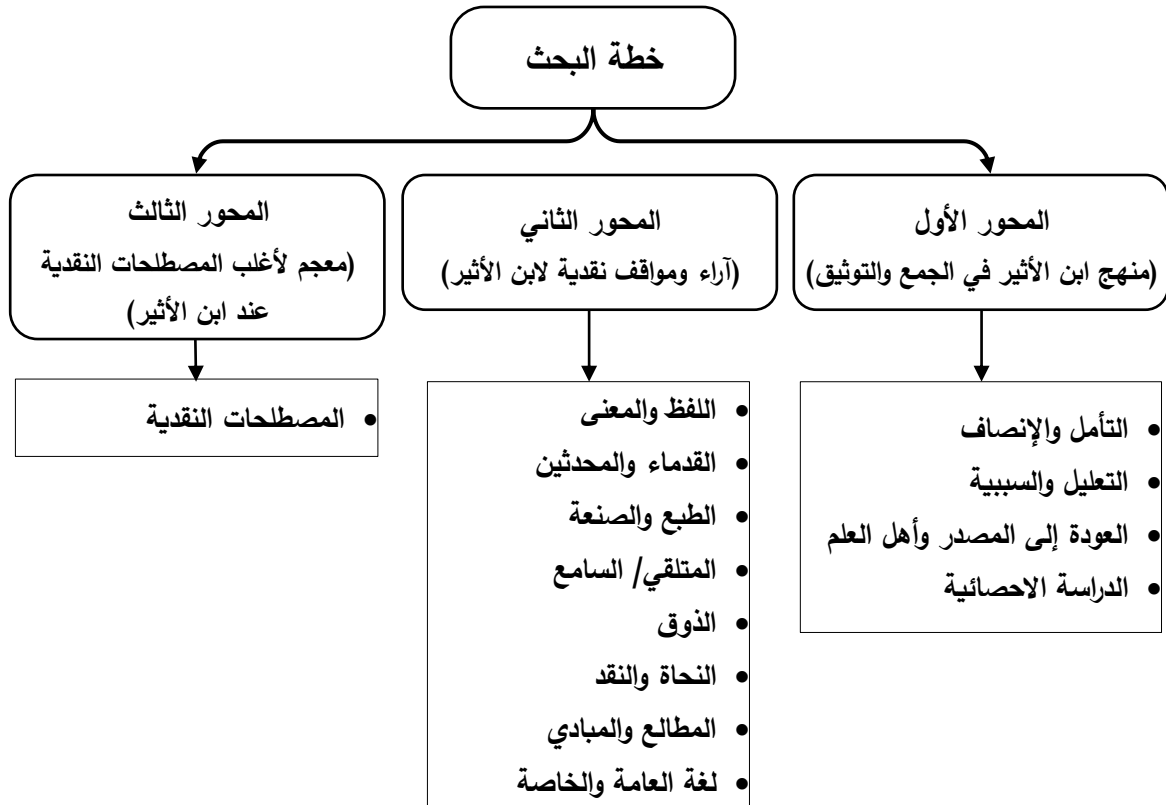 خطة البحث
المحور الأول
(منهج ابن الأثير في الجمع والتوثيق)
المحور الثاني
(آراء ومواقف نقدية لابن الأثير)
المحور الثالث
(معجم لأغلب المصطلحات النقدية
عند ابن الأثير)
• التأمل والإنصاف
• التعليل والسببية
• العودة إلى المصدر وأهل العلم
• الدراسة الاحصائية
• اللفظ والمعنى
• القدماء والمحدثين
• الطبع والصنعة
• المتلقي/ السامع
• الذوق
• النحاة والنقد
• المطالع والمبادي
• لغة العامة والخاصة
• المصطلحات النقدية